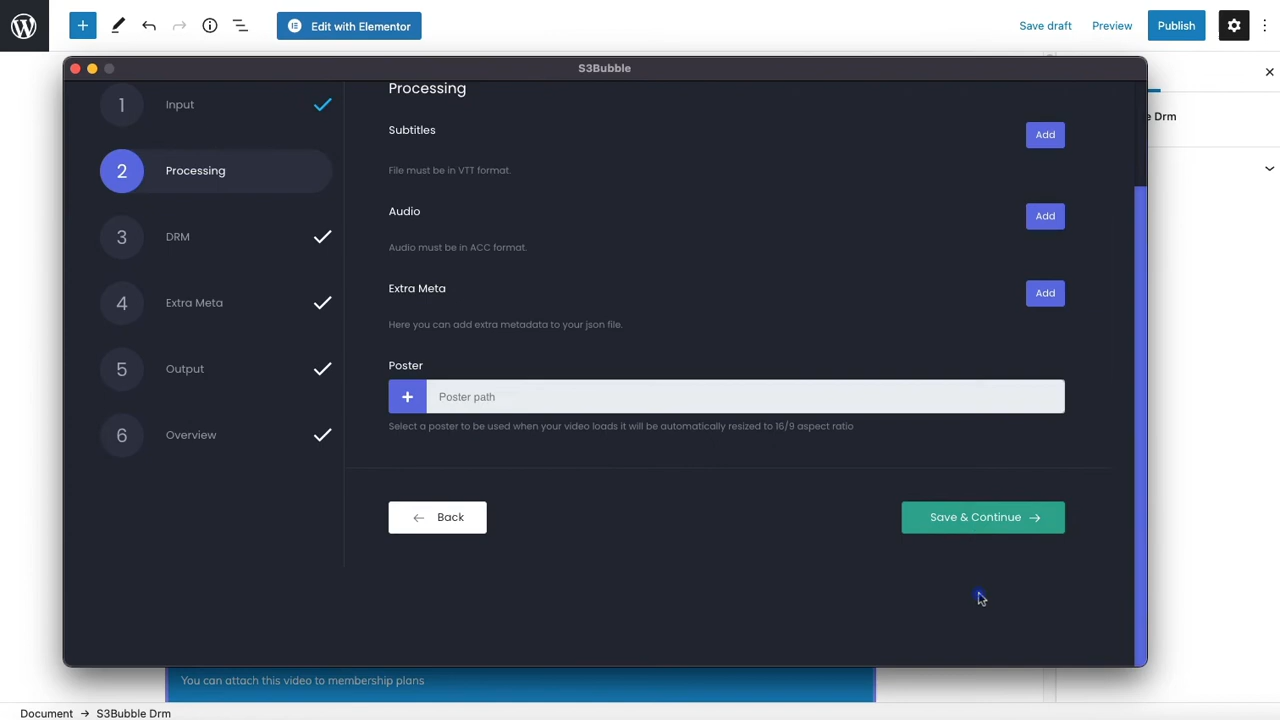 Edit with Elementor
Save draft
Preview
Publish
S3Bubble
1 Input
2 Processing
3 DRM
4 Extra Meta
5 Output
6 Overview
Processing
Subtitles
Add
File must be in VTT format.
Audio
Add
Audio must be in ACC format.
Extra Meta
Add
Here you can add extra metadata to your json file.
Poster
+ Poster path
Select a poster to be used when your video loads it will be automatically resized to 16/9 aspect ratio
← Back
Save & Continue →
e Drm
You can attach this video to membership plans
Document → S3Bubble Drm